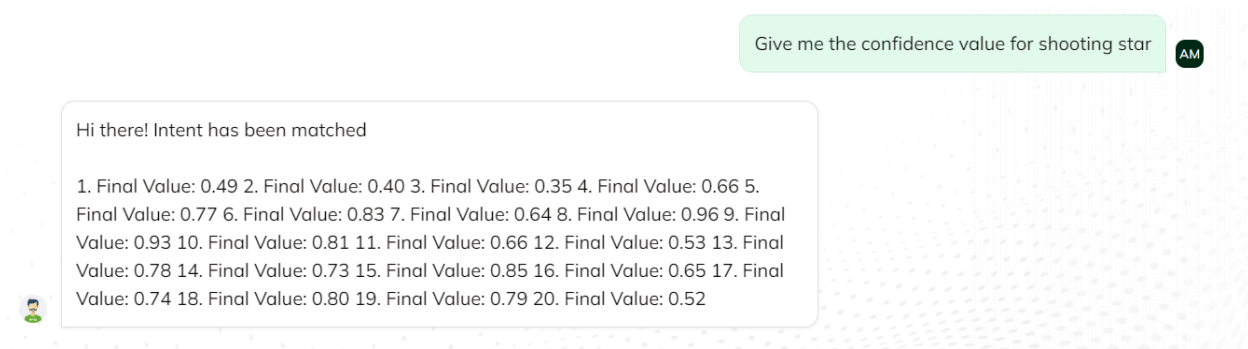 Give me the confidence value for shooting star
AM
Hi there! Intent has been matched
1. Final Value: 0.49 2. Final Value: 0.40 3. Final Value: 0.35 4. Final Value: 0.66 5.
Final Value: 0.77 6. Final Value: 0.83 7. Final Value: 0.64 8. Final Value: 0.96 9. Final
Value: 0.93 10. Final Value: 0.81 11. Final Value: 0.66 12. Final Value: 0.53 13. Final
Value: 0.78 14. Final Value: 0.73 15. Final Value: 0.85 16. Final Value: 0.65 17. Final
Value: 0.74 18. Final Value: 0.80 19. Final Value: 0.79 20. Final Value: 0.52